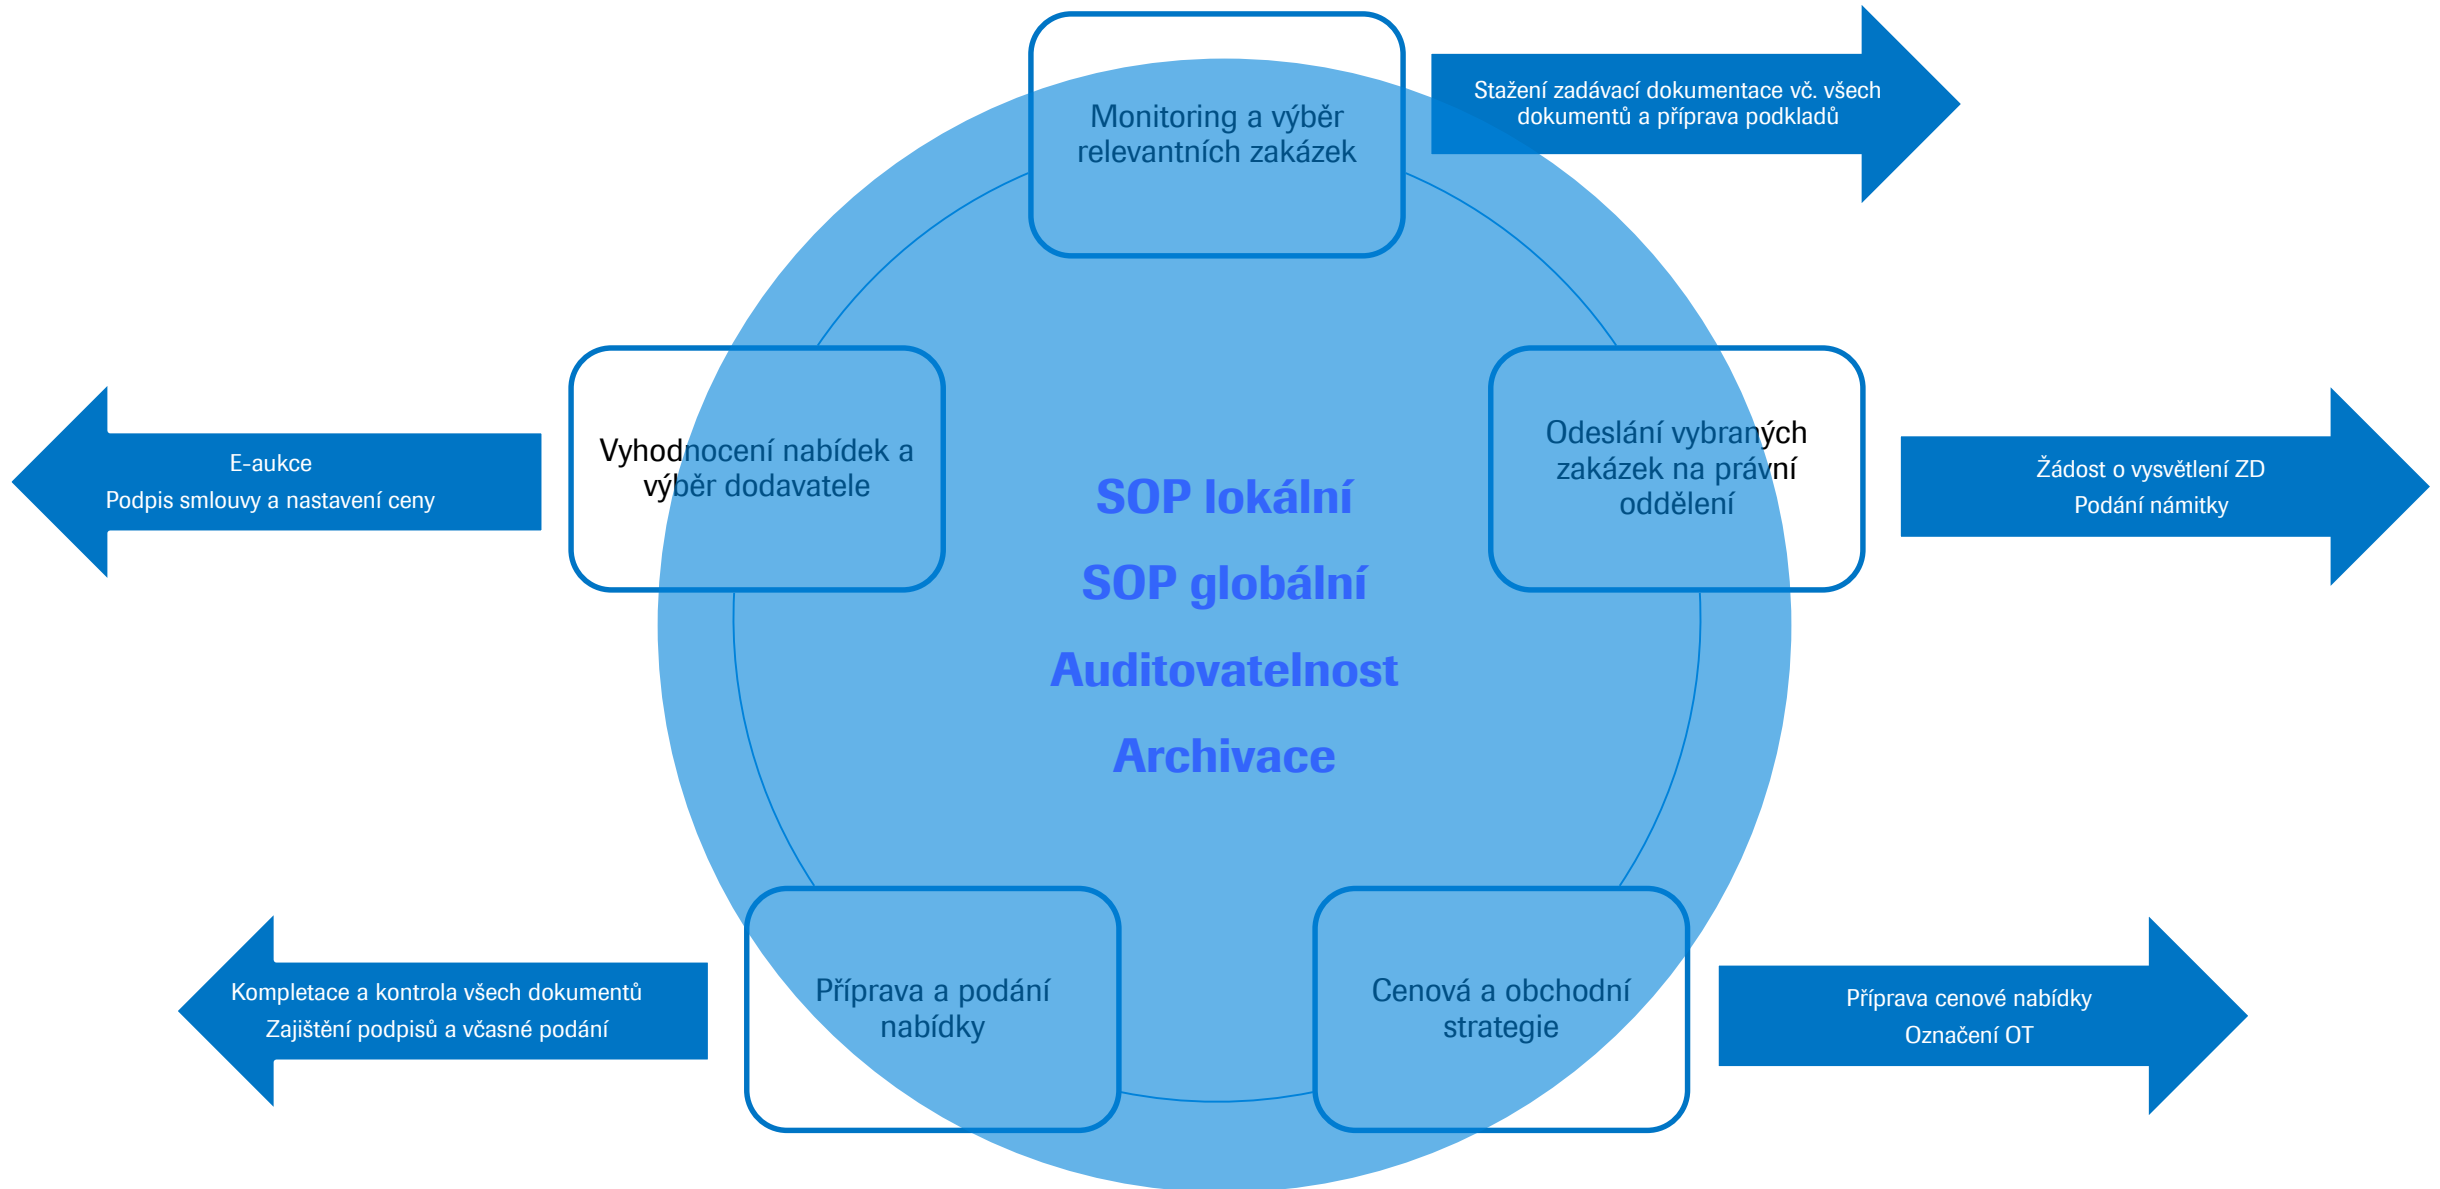 Monitoring a výběr
relevantních zakázek
Stažení zadávací dokumentace vč. všech
dokumentů a příprava podkladů
Odeslání vybraných
zakázek na právní
oddělení
Žádost o vysvětlení ZD
Podání námitky
Cenová a obchodní
strategie
Příprava cenové nabídky
Označení OT
Příprava a podání
nabídky
Kompletace a kontrola všech dokumentů
Zajištění podpisů a včasné podání
Vyhodnocení nabídek a
výběr dodavatele
E-aukce
Podpis smlouvy a nastavení ceny
SOP lokální
SOP globální
Auditovatelnost
Archivace